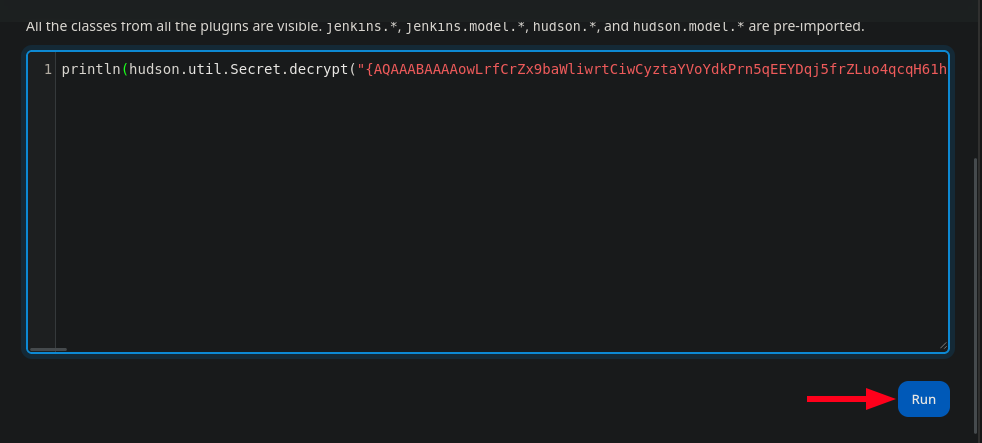 All the classes from all the plugins are visible. jenkins.*, jenkins.model.*, hudson.*, and hudson.model.* are pre-imported.
1 println(hudson.util.Secret.decrypt("{AQAAABAAAAowLrfCrZx9baWliwrtCiwCyztaYVoYdkPrn5qEEYDqj5frZLuo4qcqH61h
Run